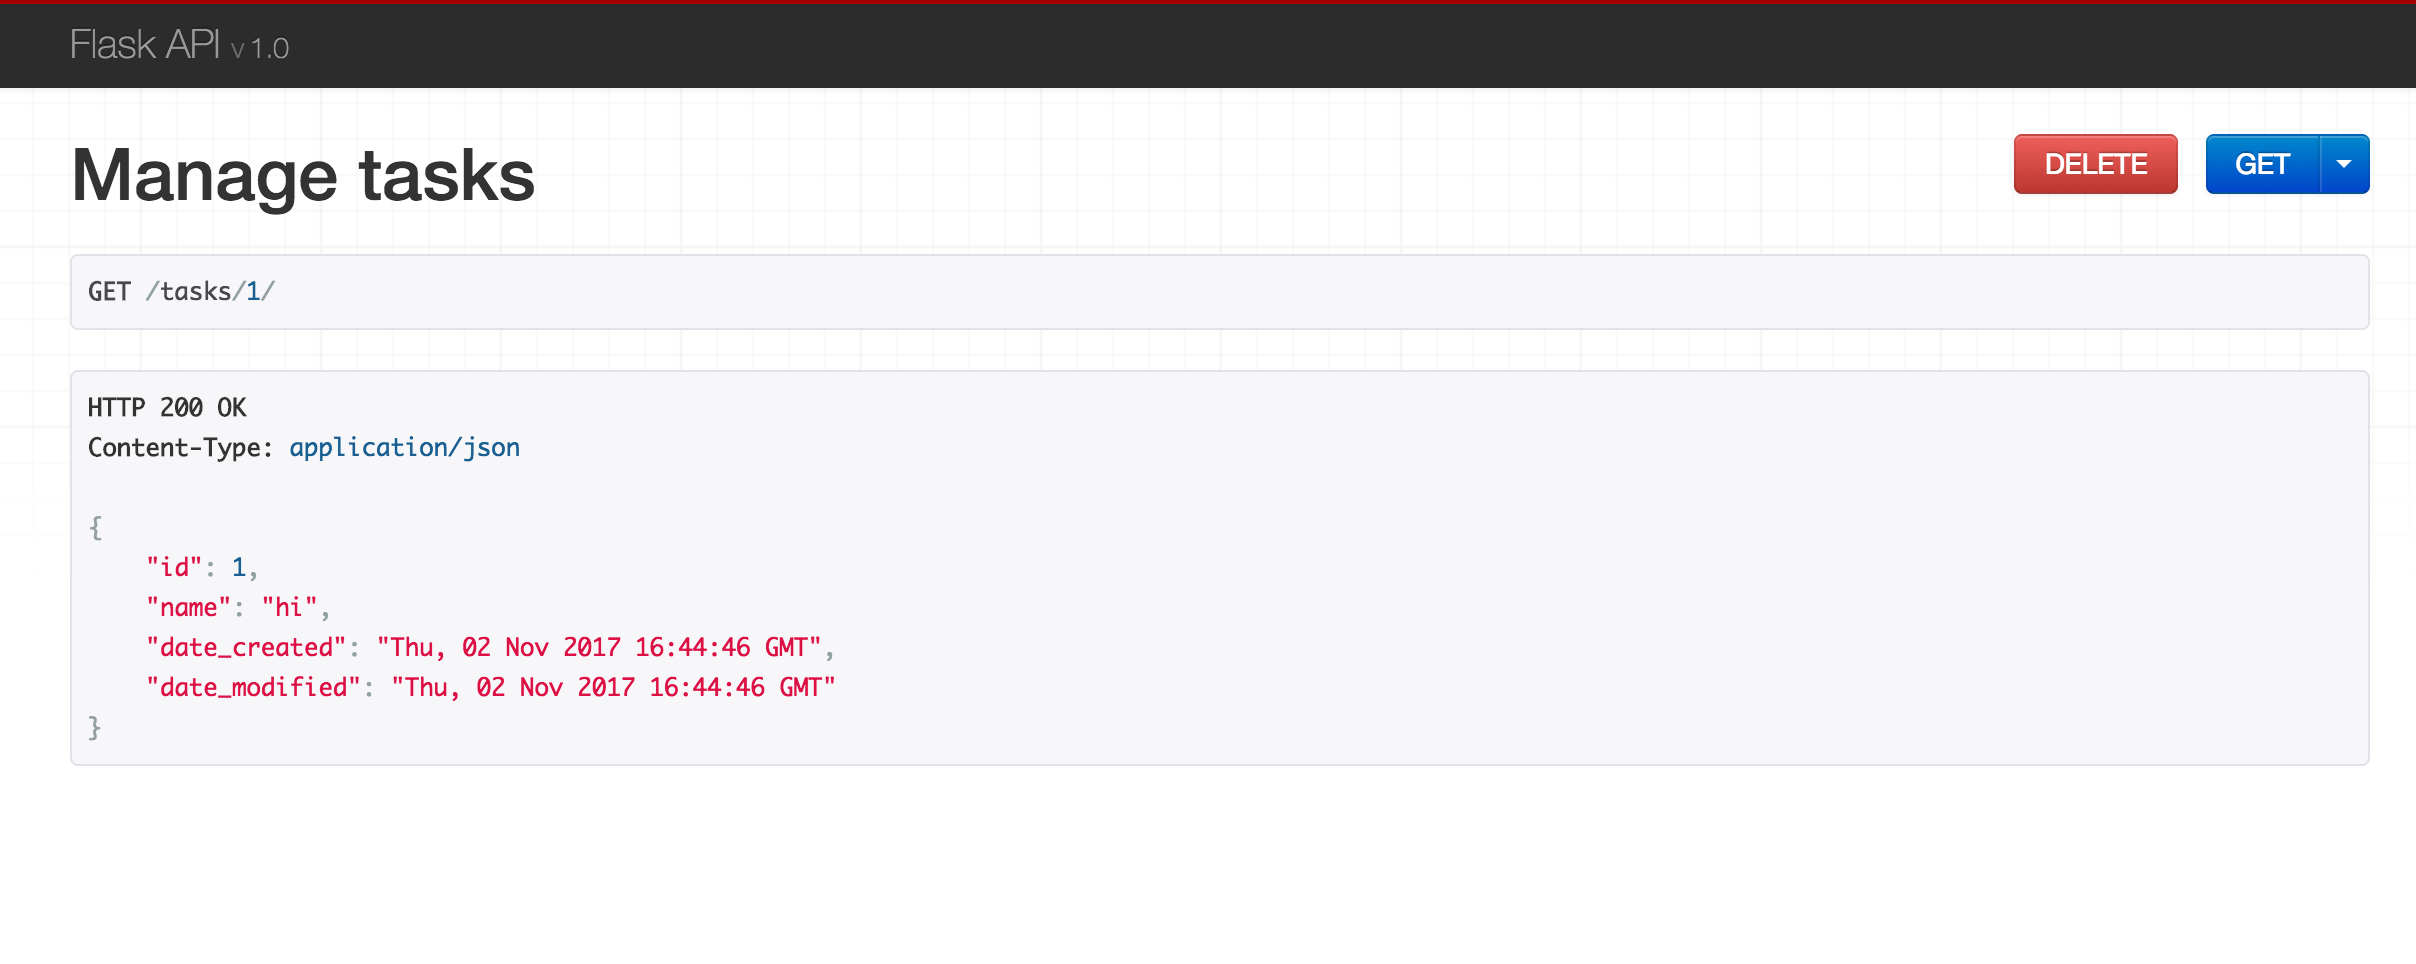 Flask API v 1.0
Manage tasks
DELETE
GET
GET /tasks/1/
HTTP 200 OK
Content-Type: application/json
{
"id": 1,
"name": "hi",
"date_created": "Thu, 02 Nov 2017 16:44:46 GMT",
"date_modified": "Thu, 02 Nov 2017 16:44:46 GMT"
}